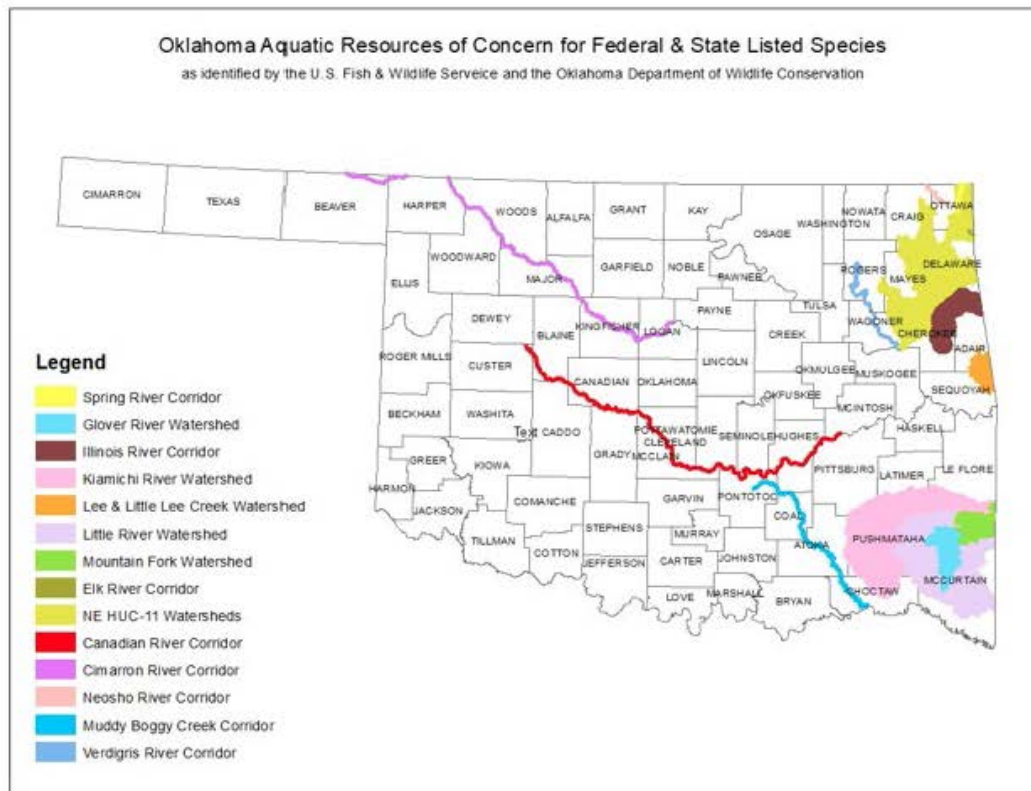 Oklahoma Aquatic Resources of Concern for Federal & State Listed Species
as identified by the U.S. Fish & Wildlife Serveice and the Oklahoma Department of Wildlife Conservation
CIMARRON
TEXAS
BEAVER
HARPER
WOODS
ALFALFA
GRANT
KAY
OSAGE
WASHINGTON
NOWATA
CRAIG
OTTAWA
WOODWARD
ELLIS
MAJOR
GARFIELD
NOBLE
PAWNEE
ROGERS
MAYES
DELAWARE
DEWEY
BLAINE
KINGFISHER
LOGAN
PAYNE
TULSA
CREEK
WAGONER
CHEROKEE
ADAIR
ROGER MILLS
CUSTER
CANADIAN
OKLAHOMA
LINCOLN
OKMULGEE
MUSKOGEE
SEQUOYAH
BECKHAM
WASHITA
Text
CADDO
GRADY
POTTAWATOMIE
CLEVELAND
MCCLAIN
SEMINOLE
HUGHES
OKFUSKEE
MCINTOSH
HASKELL
GREER
KIOWA
HARMON
JACKSON
COMANCHE
GARVIN
PONTOTOC
PITTSBURG
LATIMER
LE FLORE
TILLMAN
COTTON
STEPHENS
JEFFERSON
MURRAY
CARTER
JOHNSTON
COAL
ATOKA
PUSHMATAHA
MCCURTAIN
LOVE
MARSHALL
BRYAN
CHOCTAW
Legend
Spring River Corridor
Glover River Watershed
Illinois River Corridor
Kiamichi River Watershed
Lee & Little Lee Creek Watershed
Little River Watershed
Mountain Fork Watershed
Elk River Corridor
NE HUC-11 Watersheds
Canadian River Corridor
Cimarron River Corridor
Neosho River Corridor
Muddy Boggy Creek Corridor
Verdigris River Corridor